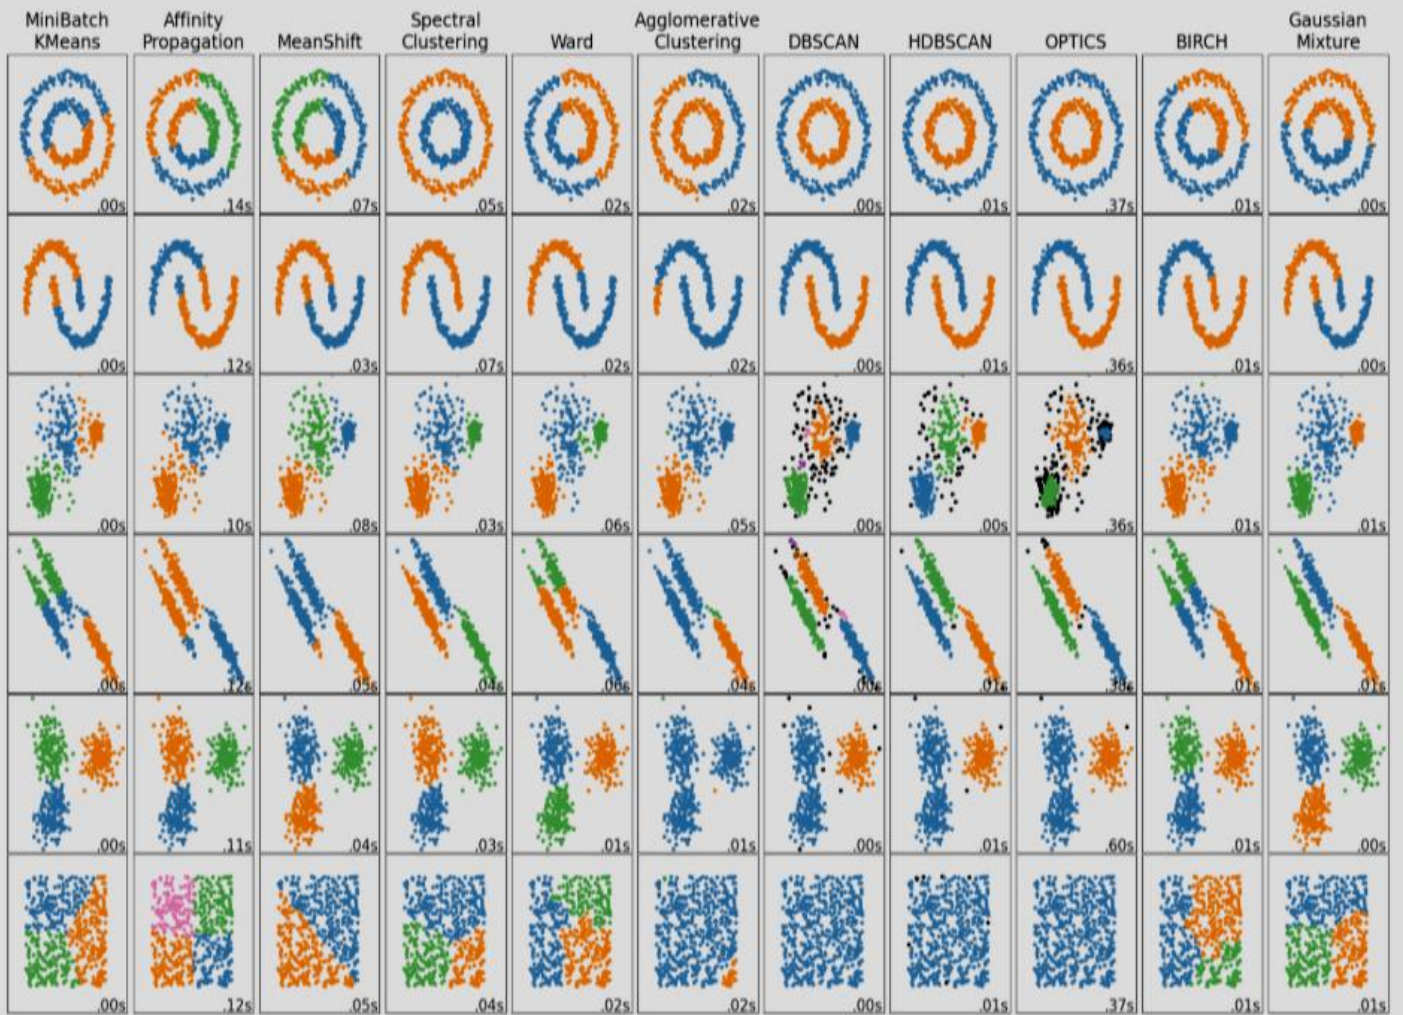 MiniBatch
KMeans
Affinity
Propagation
MeanShift
Spectral
Clustering
Ward
Agglomerative
Clustering
DBSCAN
HDBSCAN
OPTICS
BIRCH
Gaussian
Mixture
.00s .14s .07s .05s .02s .02s .00s .01s .37s .01s .00s
.00s .12s .03s .07s .02s .02s .00s .01s .36s .01s .00s
.00s .10s .08s .03s .06s .05s .00s .00s .36s .01s .01s
.00s .12s .05s .04s .06s .04s .00s .01s .01s .01s
.00s .11s .04s .03s .01s .01s .00s .01s .60s .01s .00s
.00s .12s .05s .04s .02s .02s .00s .01s .37s .01s .01s